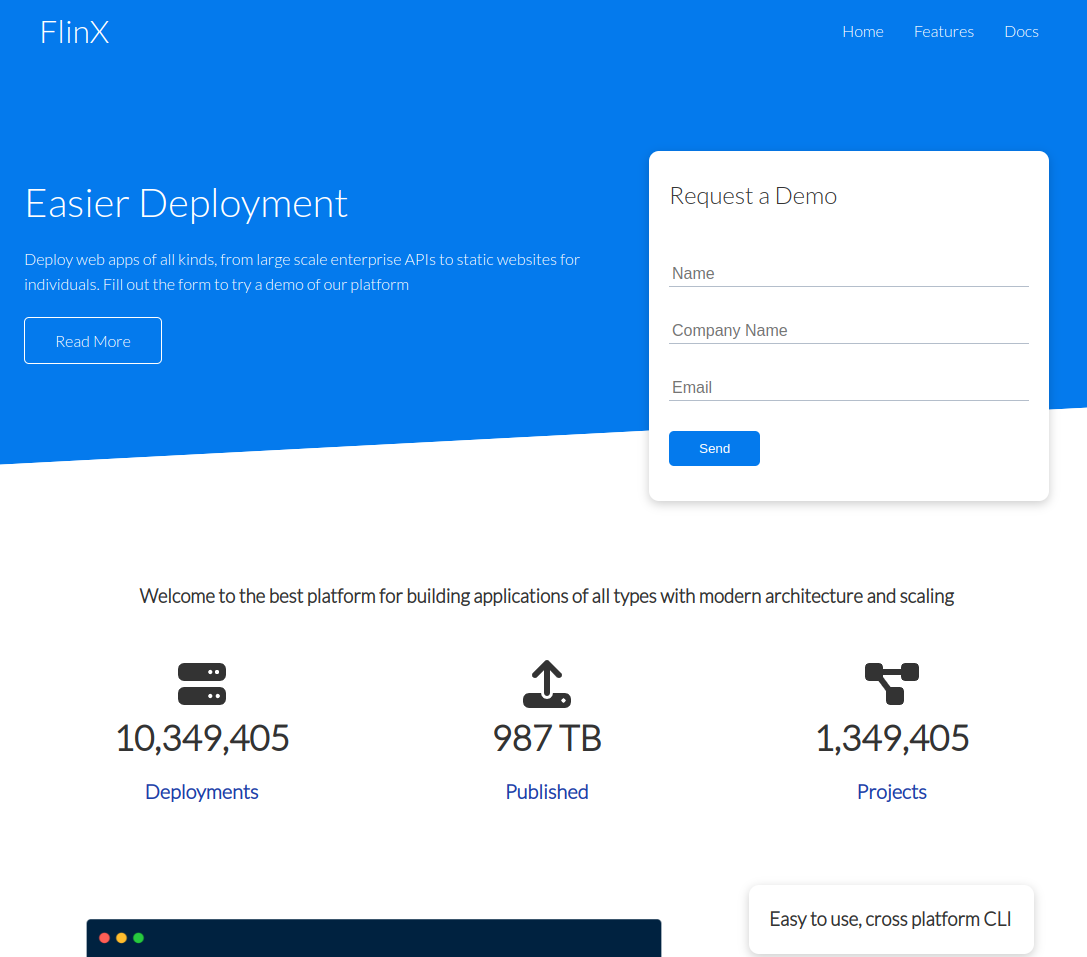 FlinX
Home
Features
Docs
Easier Deployment
Deploy web apps of all kinds, from large scale enterprise APIs to static websites for
individuals. Fill out the form to try a demo of our platform
Read More
Request a Demo
Name
Company Name
Email
Send
Welcome to the best platform for building applications of all types with modern architecture and scaling
10,349,405
Deployments
987 TB
Published
1,349,405
Projects
Easy to use, cross platform CLI